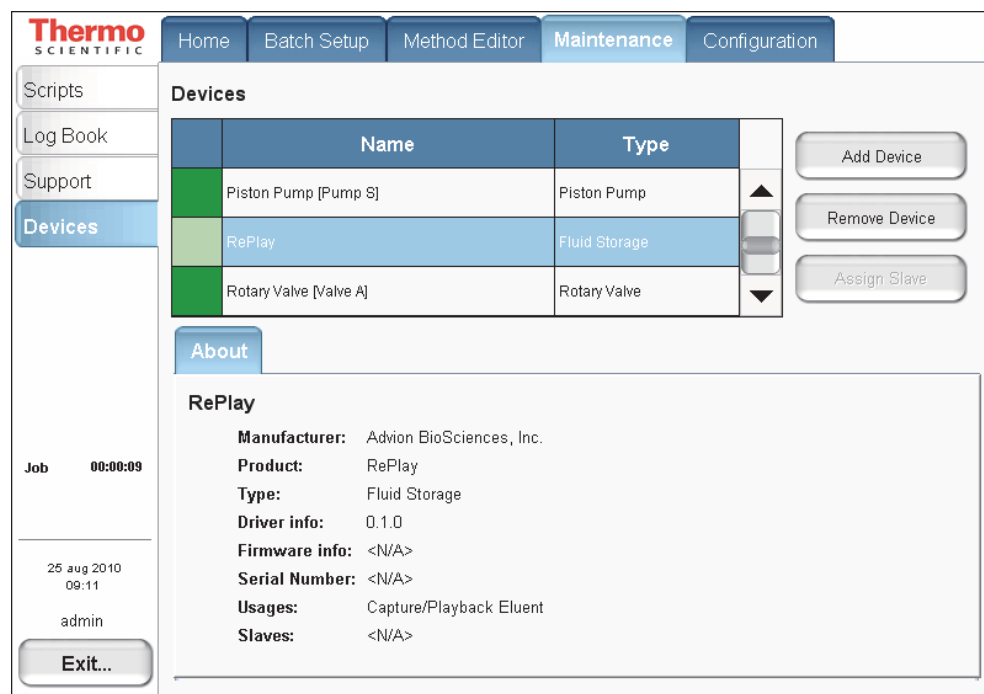 Thermo
SCIENTIFIC
Home
Batch Setup
Method Editor
Maintenance
Configuration
Scripts
Log Book
Support
Devices
Devices
Name
Type
Piston Pump [Pump S]
Piston Pump
RePlay
Fluid Storage
Rotary Valve [Valve A]
Rotary Valve
Add Device
Remove Device
Assign Slave
About
RePlay
Manufacturer: Advion BioSciences, Inc.
Product: RePlay
Type: Fluid Storage
Driver info: 0.1.0
Firmware info: <N/A>
Serial Number: <N/A>
Usages: Capture/Playback Eluent
Slaves: <N/A>
Job 00:00:09
25 aug 2010
09:11
admin
Exit...